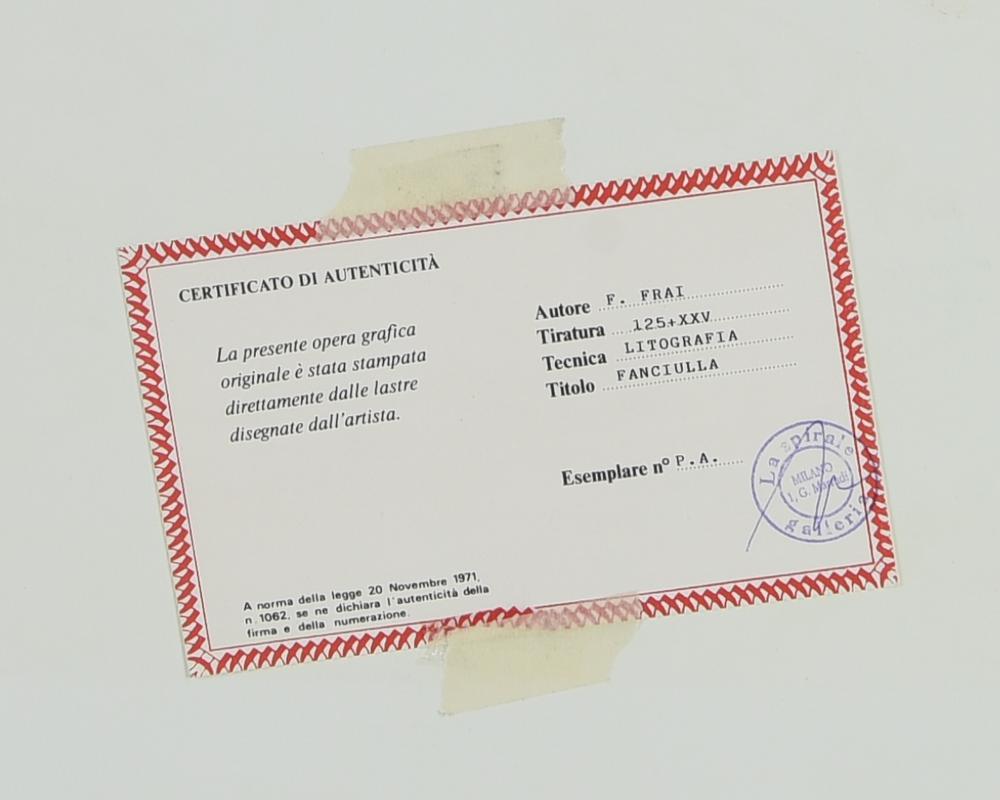 CERTIFICATO DI AUTENTICITÀ
La presente opera grafica
originale è stata stampata
direttamente dalle lastre
disegnate dall'artista.
Autore F. FRAI
Tiratura 125+XXV
Tecnica LITOGRAFIA
Titolo FANCIULLA
Esemplare nº P.A.
La spirale
MILANO
1, G.
galleria
A norma della legge 20 Novembre 1971,
n. 1062, se ne dichiara l'autenticità della
firma e della numerazione.